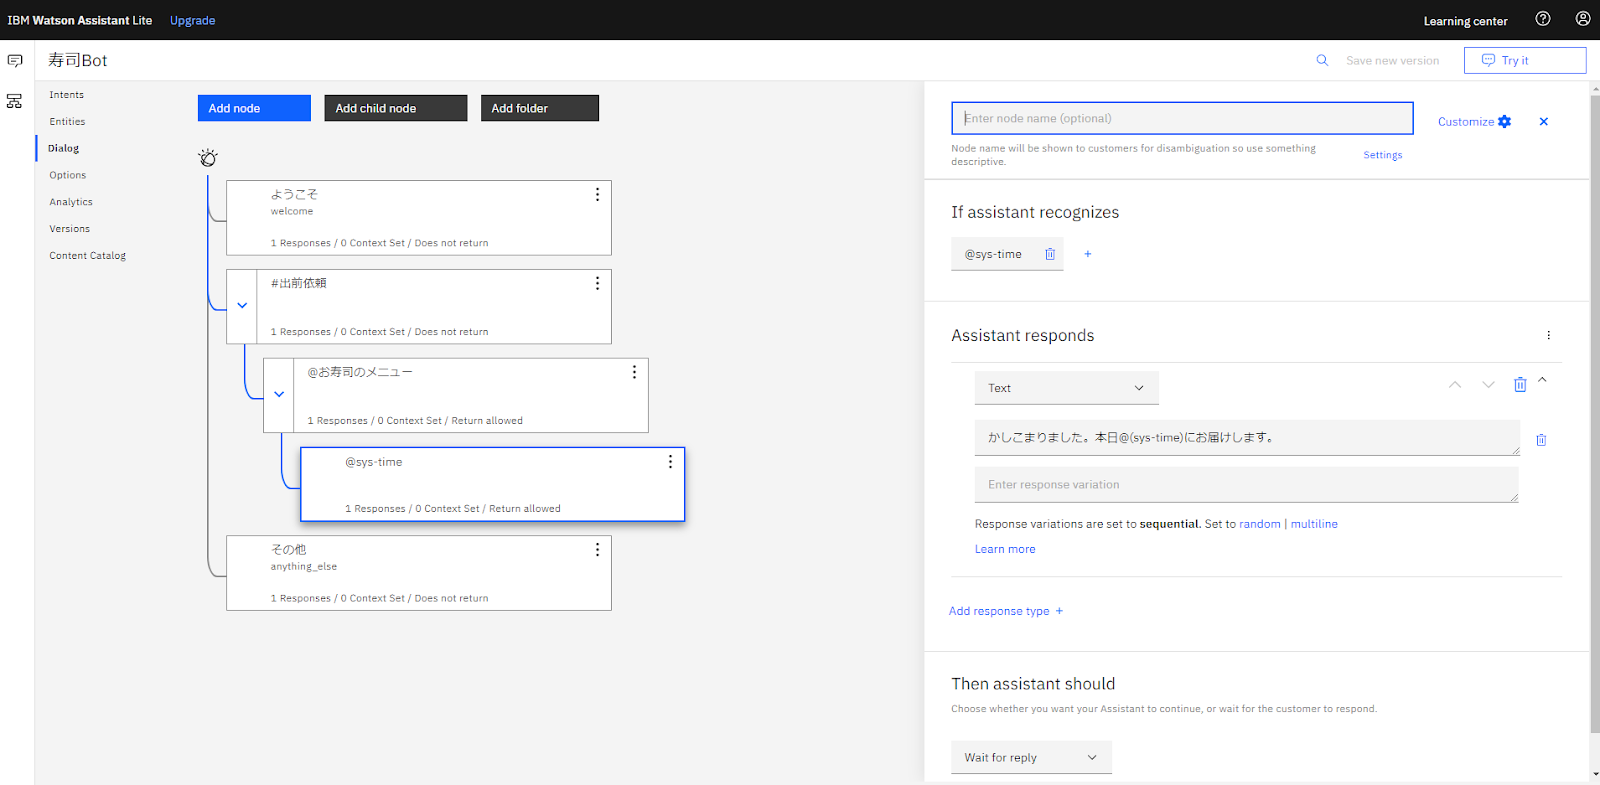 IBM Watson Assistant Lite Upgrade Learning center
寿司Bot Save new version Try it
Intents
Entities
Dialog
Options
Analytics
Versions
Content Catalog
Add node Add child node Add folder
ようこそ
welcome
1 Responses / 0 Context Set / Does not return
#出前依頼
1 Responses / 0 Context Set / Does not return
@お寿司のメニュー
1 Responses / 0 Context Set / Return allowed
@sys-time
1 Responses / 0 Context Set / Return allowed
その他
anything_else
1 Responses / 0 Context Set / Does not return
Enter node name (optional)
Customize
Node name will be shown to customers for disambiguation so use something
descriptive.
Settings
If assistant recognizes
@sys-time
Assistant responds
Text
かしこまりました。本日@(sys-time)にお届けします。
Enter response variation
Response variations are set to sequential. Set to random | multiline
Learn more
Add response type +
Then assistant should
Choose whether you want your Assistant to continue, or wait for the customer to respond.
Wait for reply